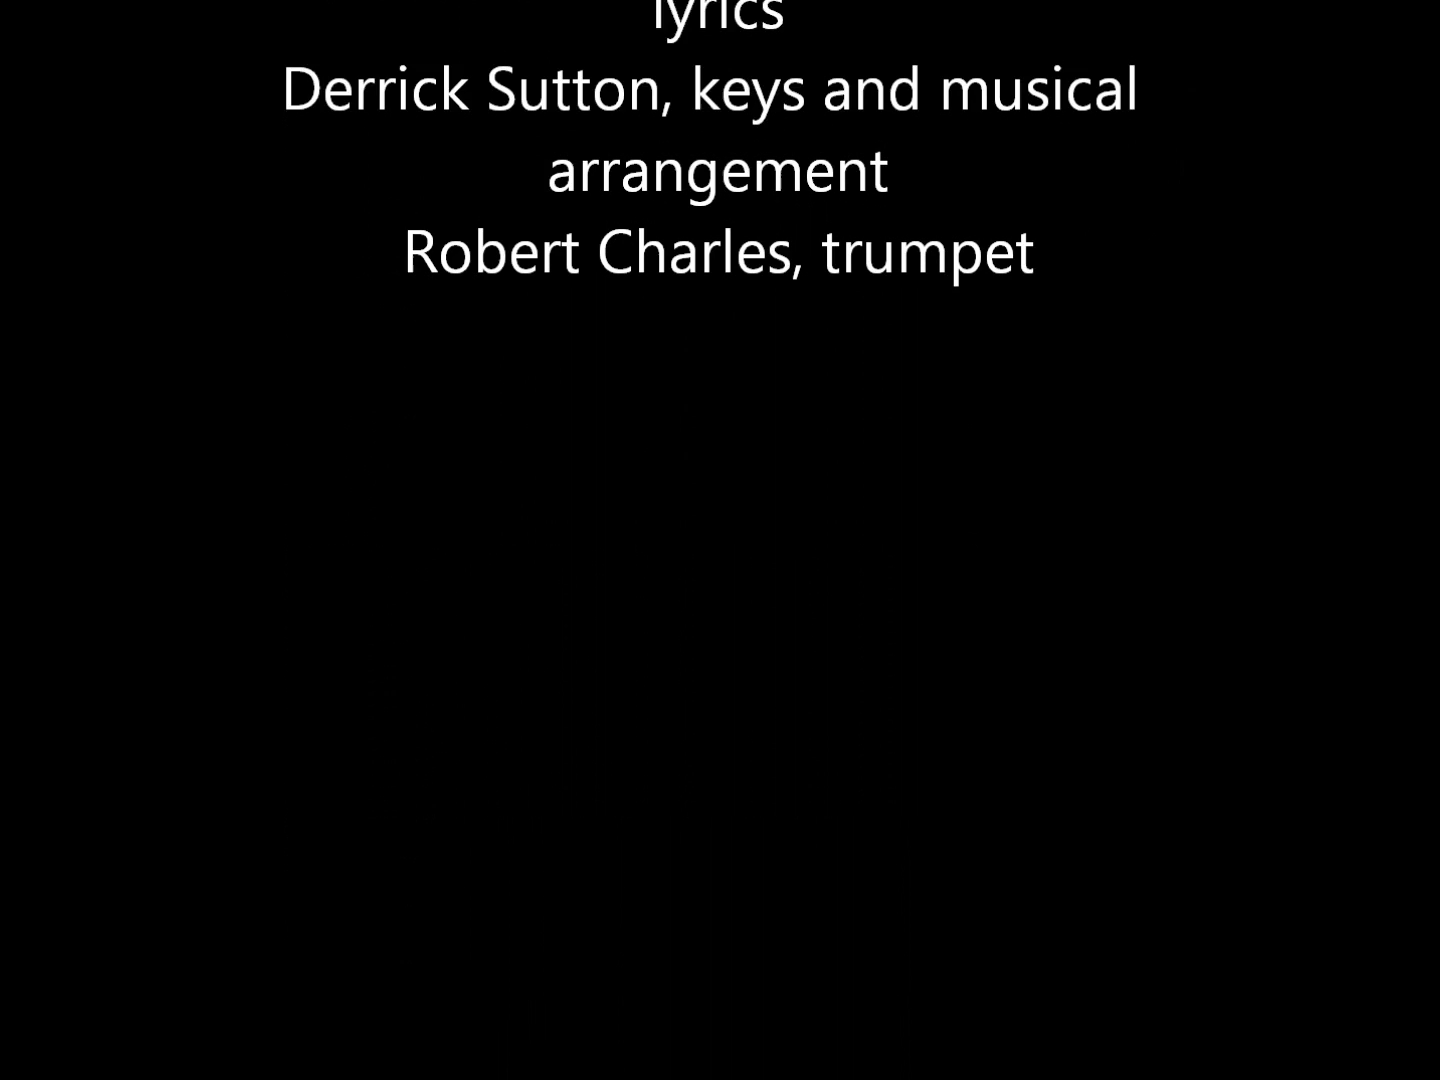 lyrics
Derrick Sutton, keys and musical
arrangement
Robert Charles, trumpet